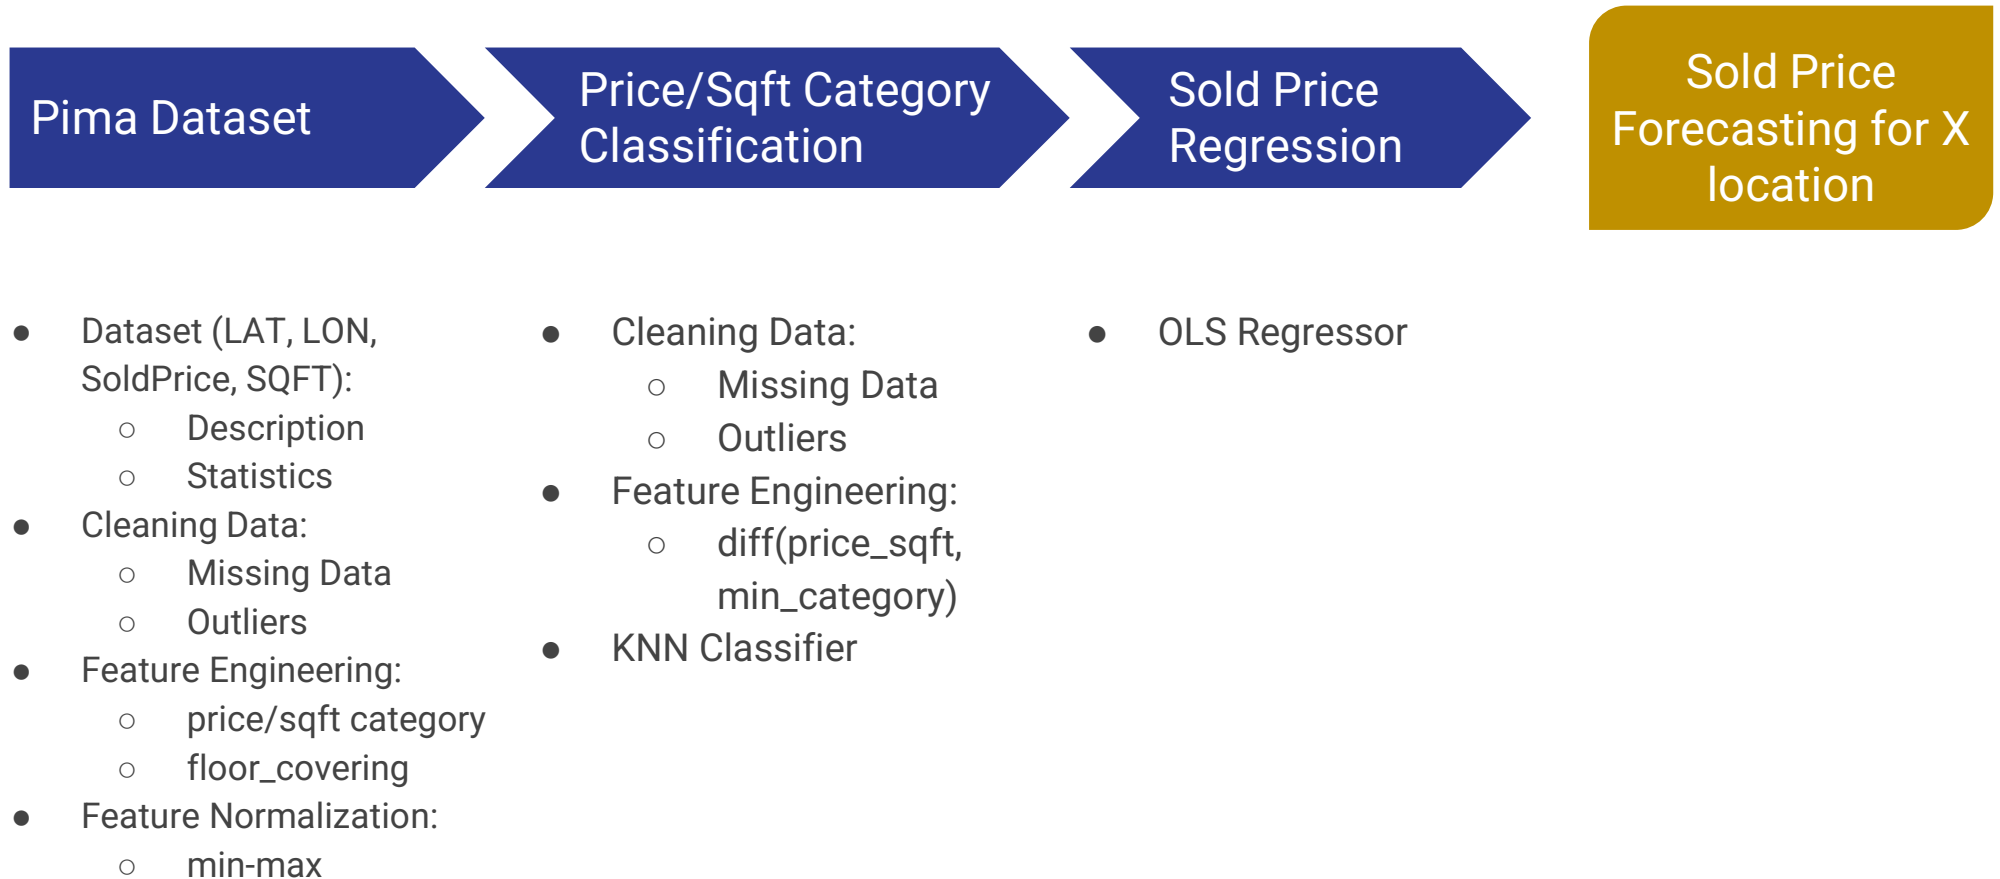 Pima Dataset
Price/Sqft Category
Classification
Sold Price
Regression
Sold Price
Forecasting for X
location
● Dataset (LAT, LON,
SoldPrice, SQFT):
○ Description
○ Statistics
● Cleaning Data:
○ Missing Data
○ Outliers
● Feature Engineering:
○ price/sqft category
○ floor_covering
● Feature Normalization:
○ min-max
● Cleaning Data:
○ Missing Data
○ Outliers
● Feature Engineering:
○ diff(price_sqft,
min_category)
● KNN Classifier
● OLS Regressor